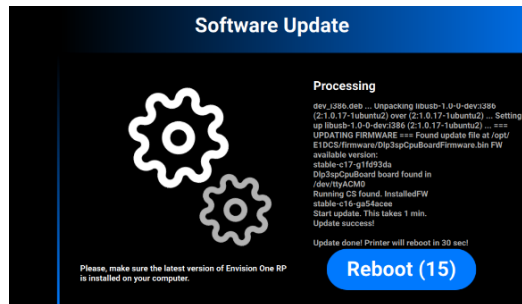 Software Update
Processing
dev_i386.deb ... Unpacking libusb-1.0-0-dev:i386
(2:1.0.17-1ubuntu2) over (2:1.0.17-1ubuntu2) ... Setting
up libusb-1.0-0-dev:i386 (2:1.0.17-1ubuntu2) ... ===
UPDATING FIRMWARE === Found update file at /opt/
E1DCS/firmware/Dlp3spCpuBoardFirmware.bin FW
available version:
stable-c17-g1fd93da
Dlp3spCpuBoard board found in
/dev/ttyACM0
Running CS found. InstalledFW
stable-c16-ga54acee
Start update. This takes 1 min.
Update success!
Update done! Printer will reboot in 30 sec!
Please, make sure the latest version of Envision One RP
is installed on your computer.
Reboot (15)